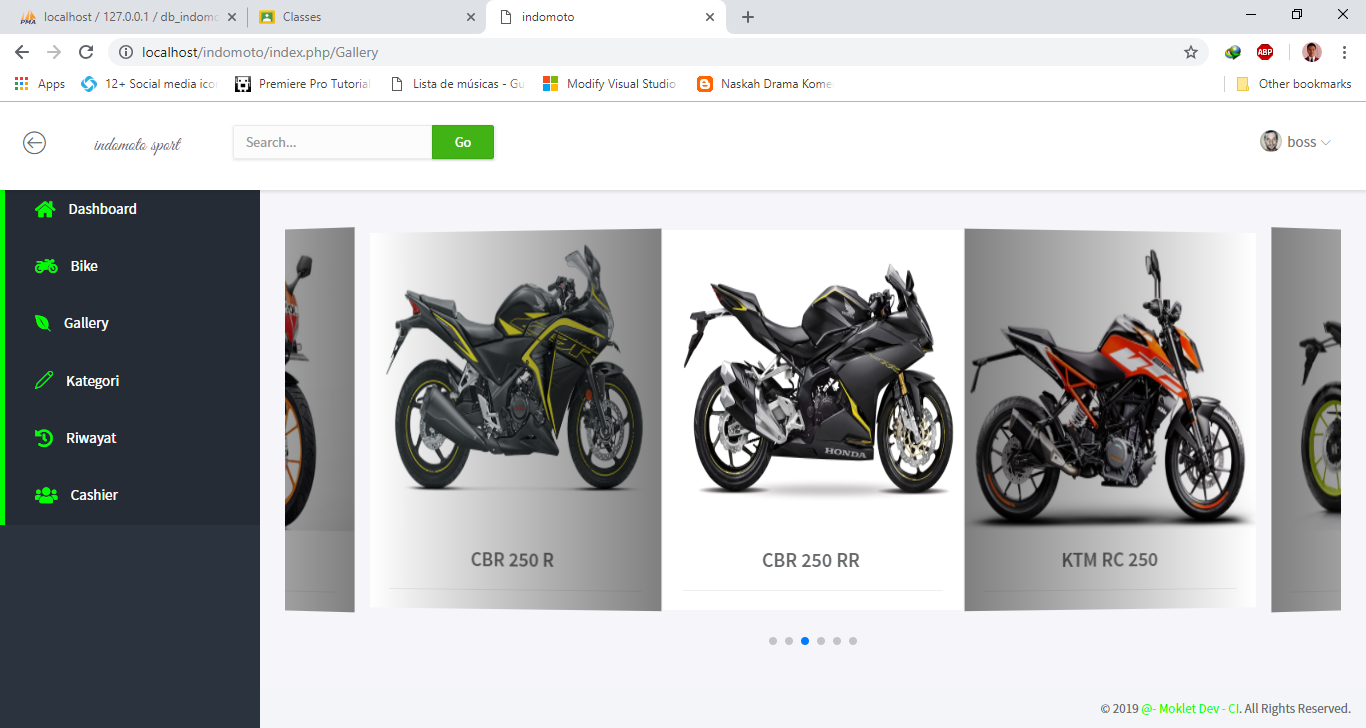 localhost / 127.0.0.1 / db_indomo
Classes
indomoto
localhost/indomoto/index.php/Gallery
ABP
Apps
12+ Social media icon
Premiere Pro Tutorial
Lista de músicas - Gu
Modify Visual Studio
Naskah Drama Kome
Other bookmarks
indomoto sport
Search...
Go
boss
Dashboard
Bike
Gallery
Kategori
Riwayat
Cashier
HONDA
CBR 250 R
CBR 250 RR
KTM RC 250
© 2019 @- Moklet Dev - CI. All Rights Reserved.